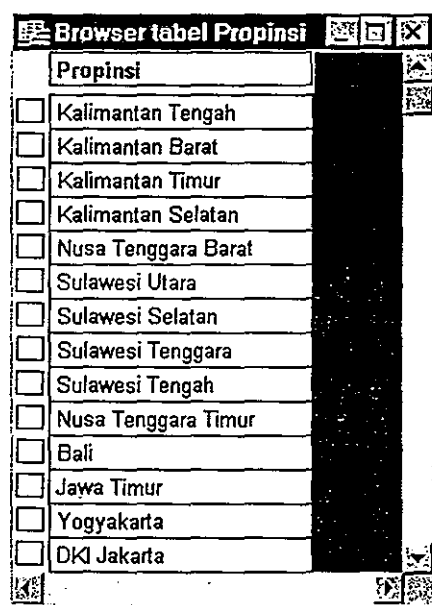 Browser tabel Propinsi
Propinsi
Kalimantan Tengah
Kalimantan Barat
Kalimantan Timur
Kalimantan Selatan
Nusa Tenggara Barat
Sulawesi Utara
Sulawesi Selatan
Sulawesi Tenggara
Sulawesi Tengah
Nusa Tenggara Timur
Bali
Jawa Timur
Yogyakarta
DKI Jakarta